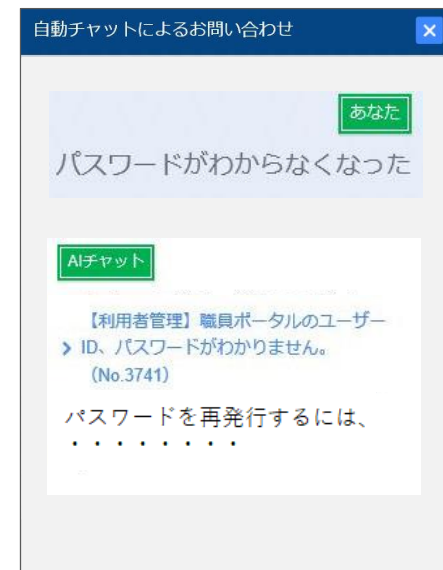 自動チャットによるお問い合わせ
あなた
パスワードがわからなくなった
AIチャット
【利用者管理】職員ポータルのユーザー
ID、パスワードがわかりません。
（No.3741）
パスワードを再発行するには、
・・・・・・・・